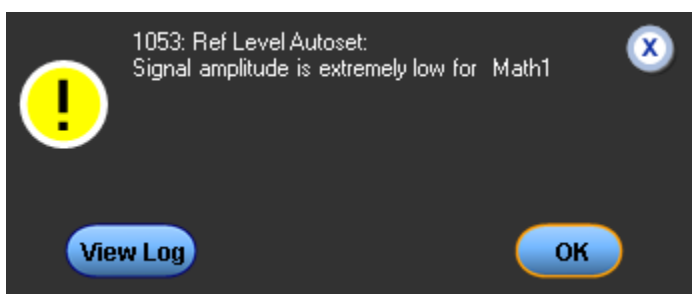 1053: Ref Level Autoset:
Signal amplitude is extremely low for Math1
X
!
View Log
OK